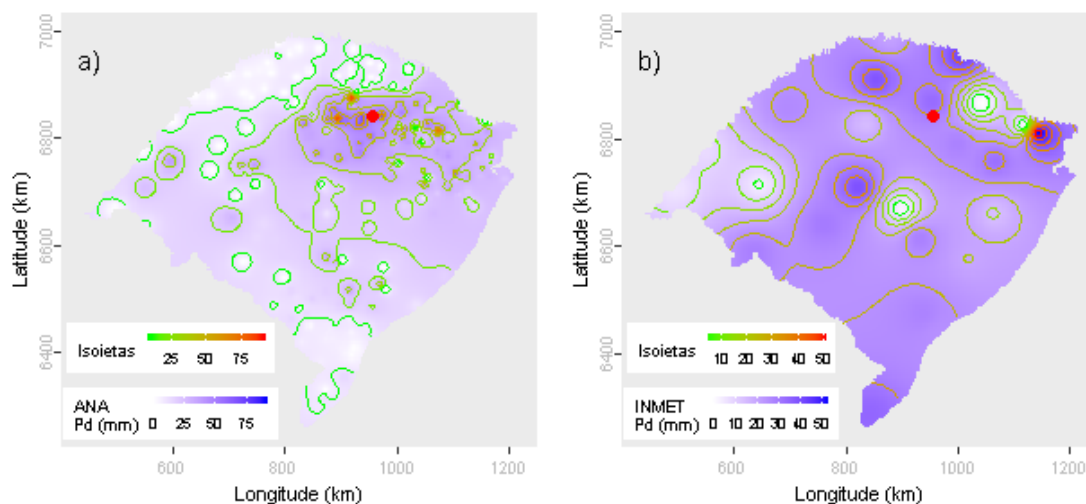 a)
Latitude (km)
7000
6800
6600
6400
Isoietas
25 50 75
ANA
Pd (mm) 0 25 50 75
600 800 1000 1200
Longitude (km)
b)
Latitude (km)
7000
6800
6600
6400
Isoietas
10 20 30 40 50
INMET
Pd (mm) 0 10 20 30 40 50
600 800 1000 1200
Longitude (km)